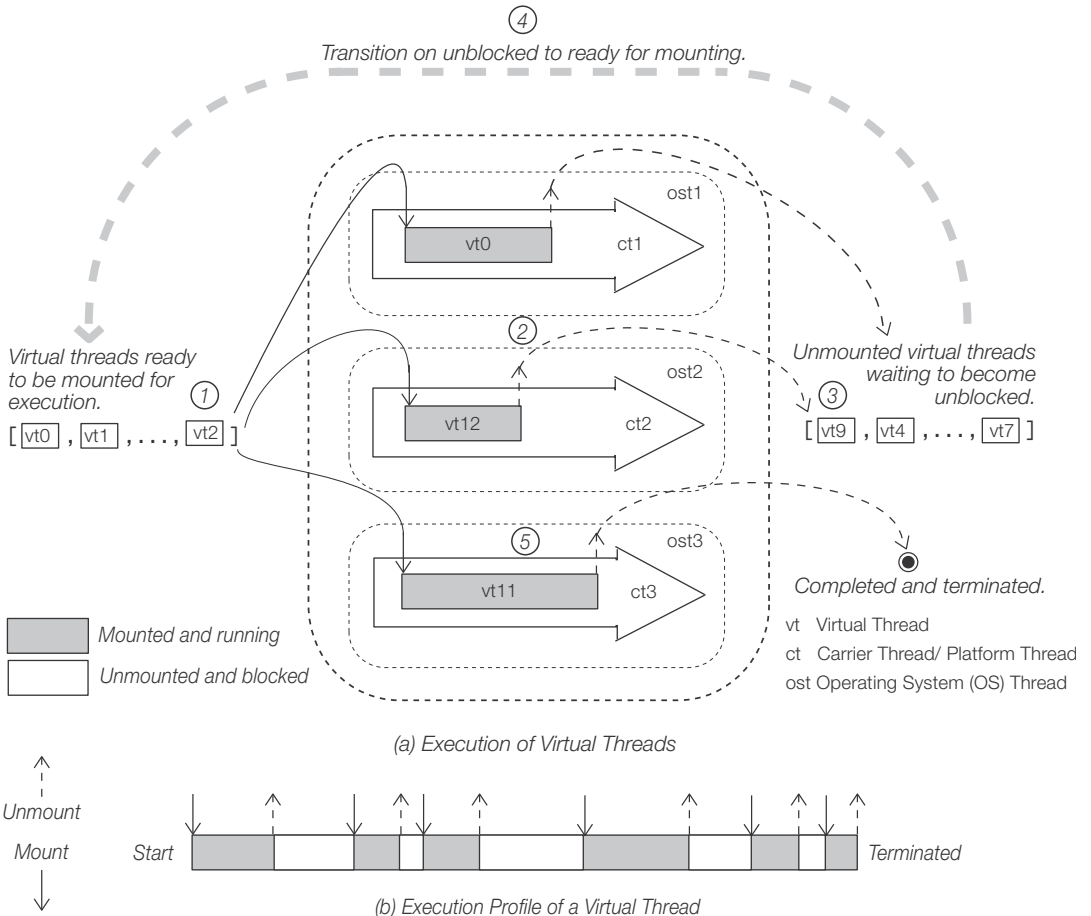 ④
Transition on unblocked to ready for mounting.
ost1
vt0
ct1
②
Virtual threads ready
to be mounted for
execution.
①
[ vt0 , vt1 , ..., vt2 ]
ost2
vt12
ct2
Unmounted virtual threads
waiting to become
unblocked.
③
[ vt9 , vt4 , ..., vt7 ]
⑤
ost3
vt11
ct3
Completed and terminated.
Mounted and running
Unmounted and blocked
vt Virtual Thread
ct Carrier Thread/ Platform Thread
ost Operating System (OS) Thread
(a) Execution of Virtual Threads
Unmount
Mount
Start
Terminated
(b) Execution Profile of a Virtual Thread